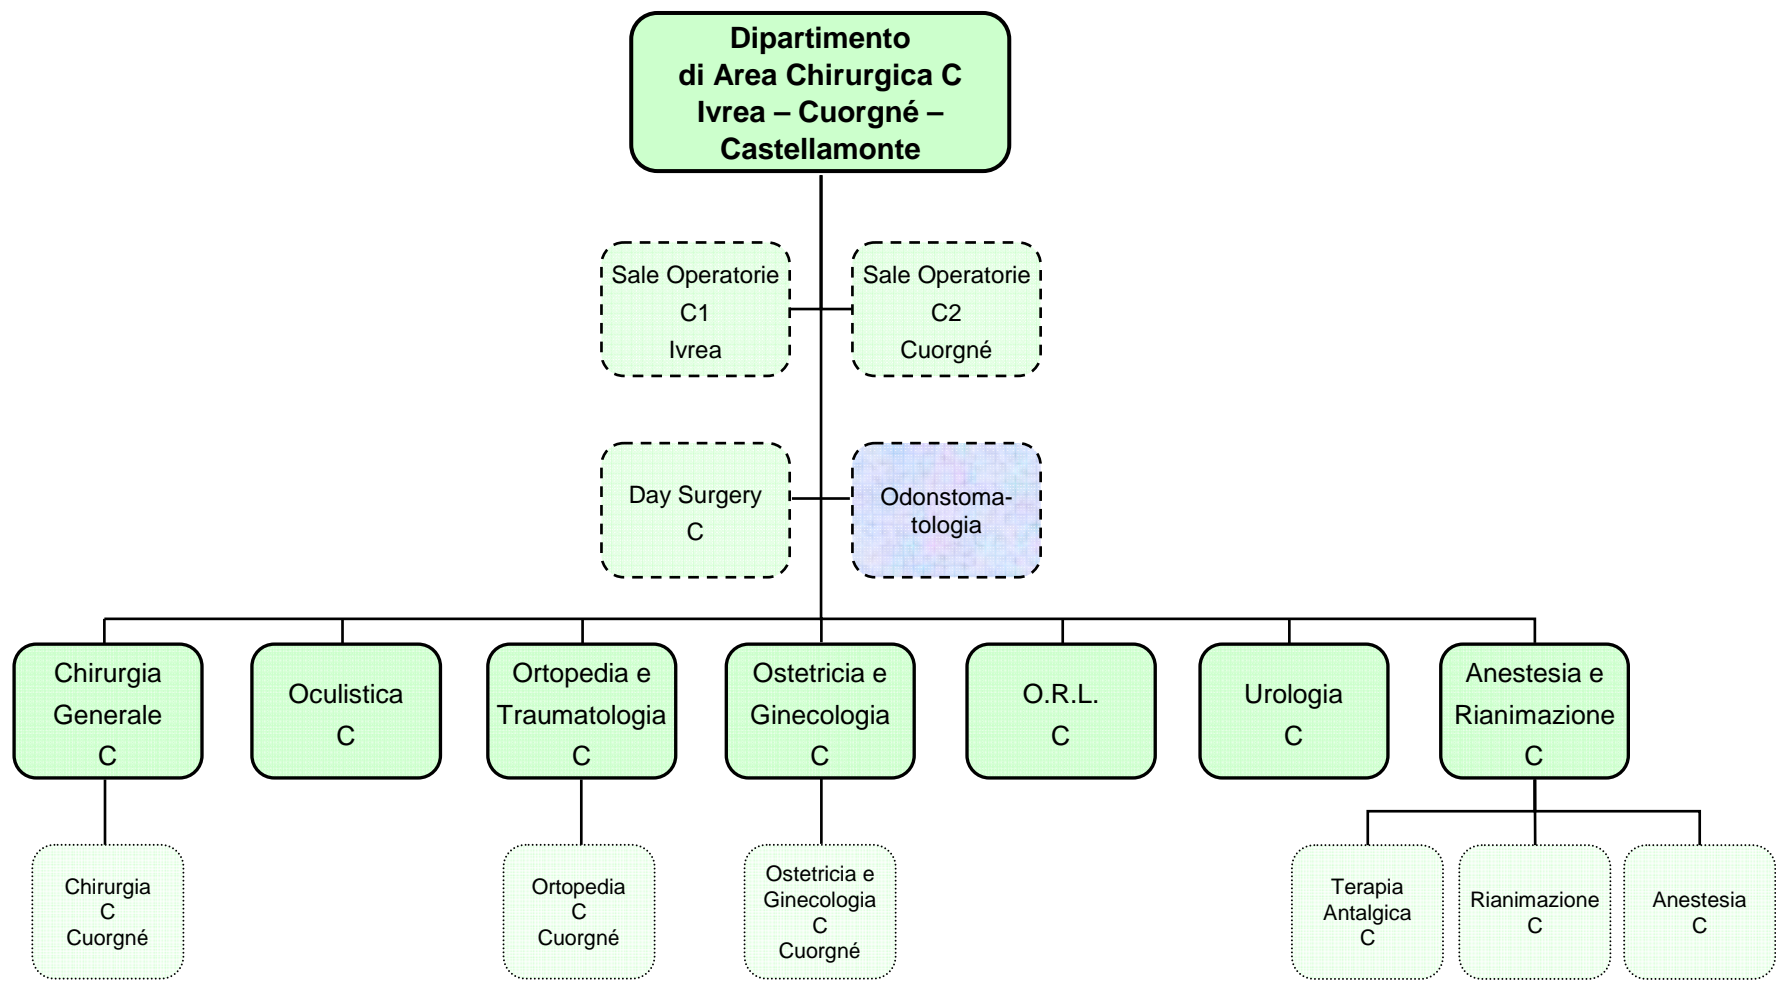 Dipartimento
di Area Chirurgica C
Ivrea – Cuorgné –
Castellamonte
Sale Operatorie
C1
Ivrea
Sale Operatorie
C2
Cuorgné
Day Surgery
C
Odonstoma-
tologia
Chirurgia
Generale
C
Oculistica
C
Ortopedia e
Traumatologia
C
Ostetricia e
Ginecologia
C
O.R.L.
C
Urologia
C
Anestesia e
Rianimazione
C
Chirurgia
C
Cuorgné
Ortopedia
C
Cuorgné
Ostetricia e
Ginecologia
C
Cuorgné
Terapia
Antalgica
C
Rianimazione
C
Anestesia
C